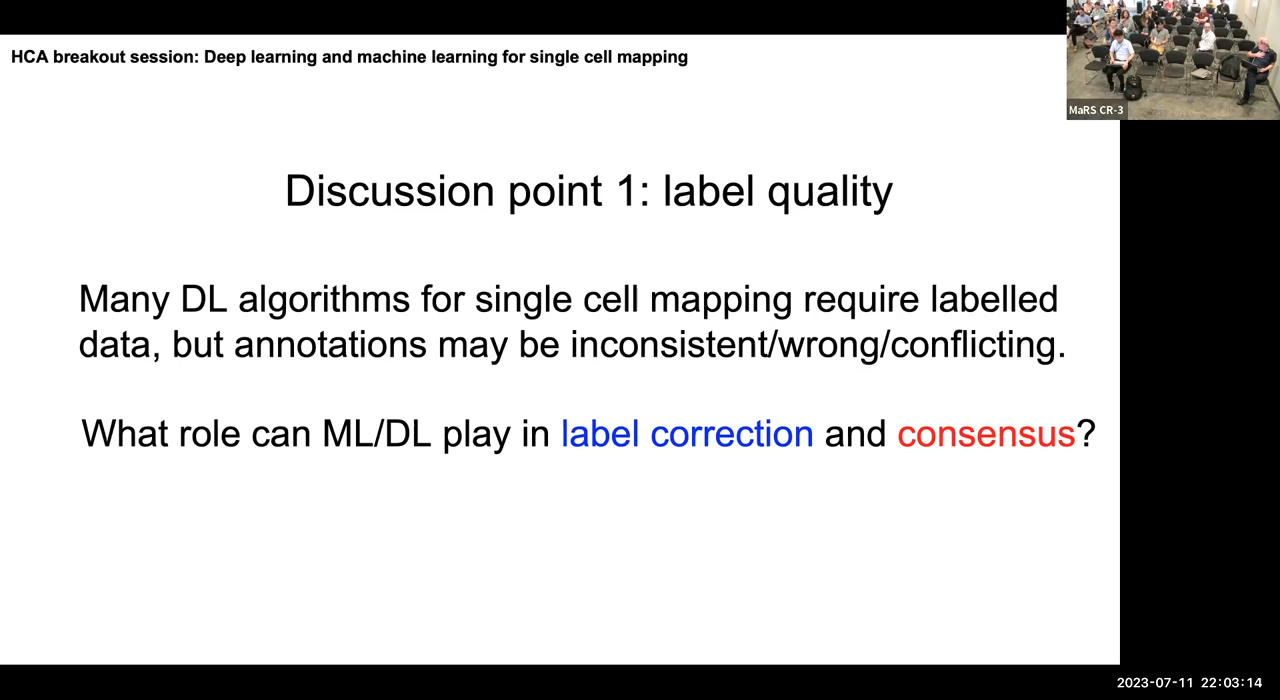 HCA breakout session: Deep learning and machine learning for single cell mapping
MaRS CR-3
Discussion point 1: label quality
Many DL algorithms for single cell mapping require labelled
data, but annotations may be inconsistent/wrong/conflicting.
What role can ML/DL play in label correction and consensus?
2023-07-11 22:03:14